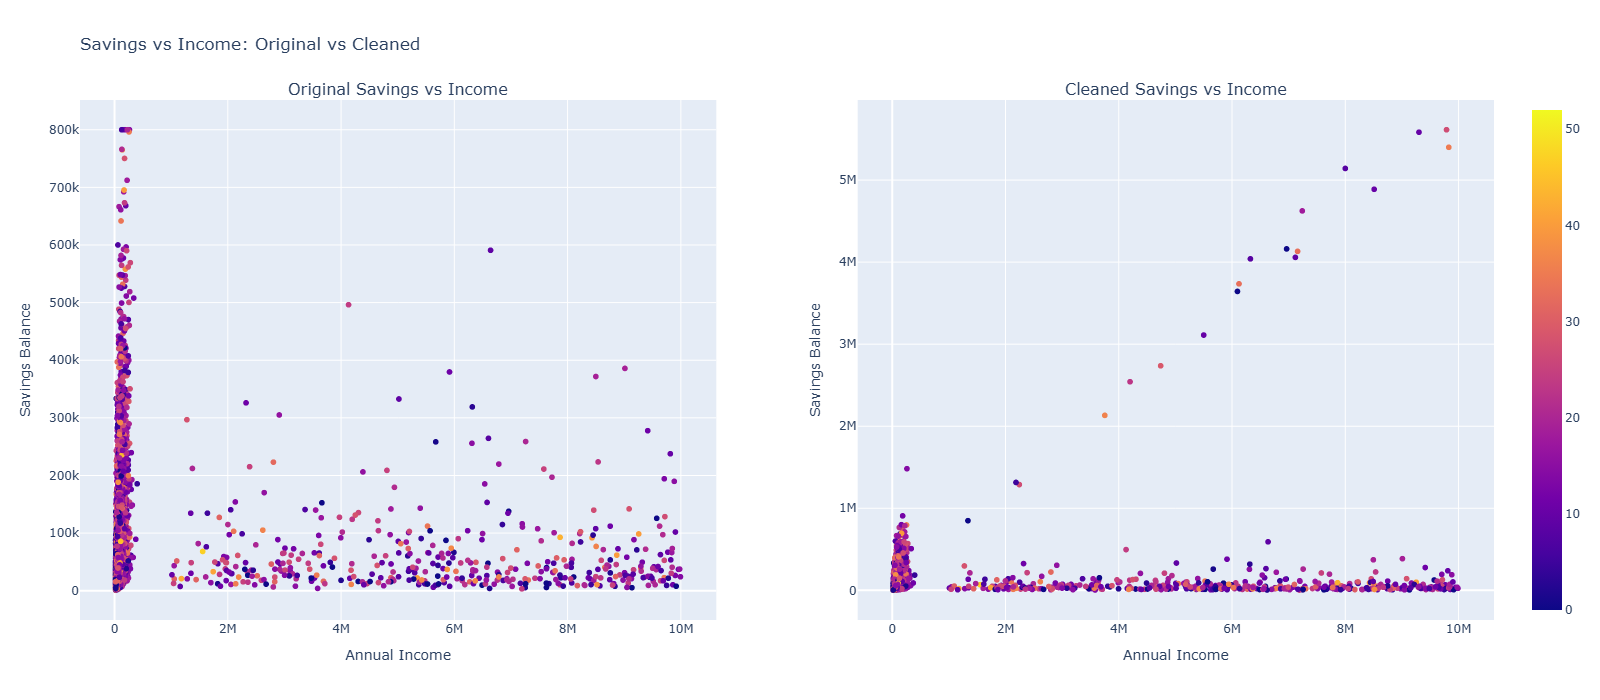 Savings vs Income: Original vs Cleaned
Original Savings vs Income
Savings Balance
800k
700k
600k
500k
400k
300k
200k
100k
0
0
2M
4M
6M
8M
10M
Annual Income
Cleaned Savings vs Income
Savings Balance
5M
4M
3M
2M
1M
0
0
2M
4M
6M
8M
10M
Annual Income
50
40
30
20
10
0